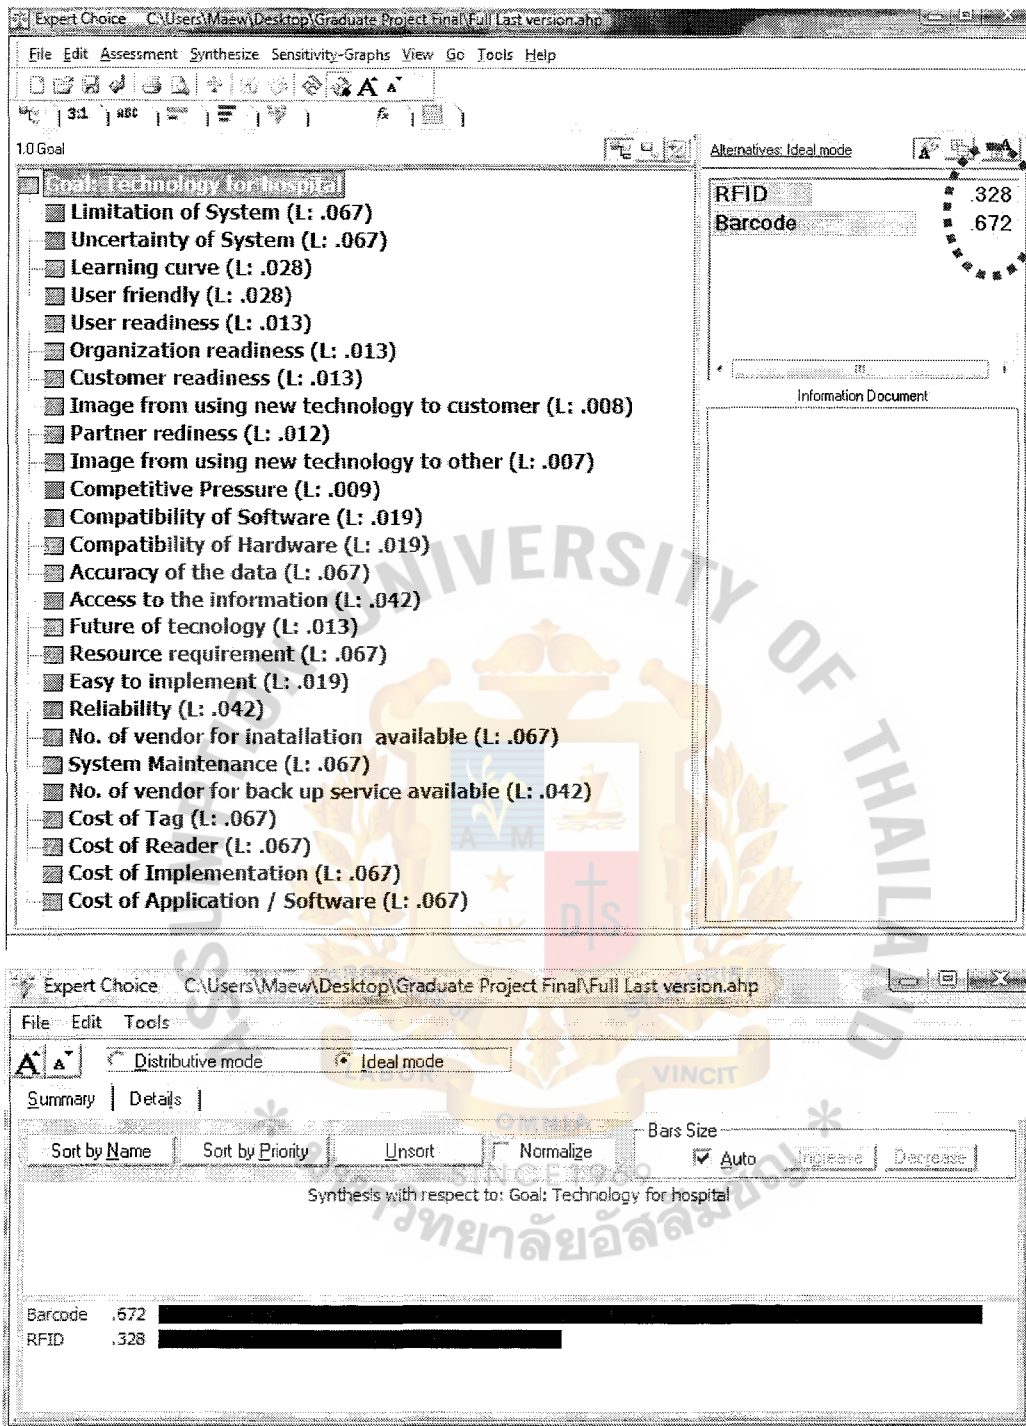 Expert Choice C:\Users\Maew\Desktop\Graduate Project Final\Full Last version.ahp
File Edit Assessment Synthesize Sensitivity-Graphs View Go Tools Help
3:1 ABC
1.0 Goal
Alternatives: Ideal mode
Goal: Technology for hospital
Limitation of System (L: .067)
Uncertainty of System (L: .067)
Learning curve (L: .028)
User friendly (L: .028)
User readiness (L: .013)
Organization readiness (L: .013)
Customer readiness (L: .013)
Image from using new technology to customer (L: .008)
Partner rediness (L: .012)
Image from using new technology to other (L: .007)
Competitive Pressure (L: .009)
Compatibility of Software (L: .019)
Compatibility of Hardware (L: .019)
Accuracy of the data (L: .067)
Access to the information (L: .042)
Future of tecnology (L: .013)
Resource requirement (L: .067)
Easy to implement (L: .019)
Reliability (L: .042)
No. of vendor for inatallation available (L: .067)
System Maintenance (L: .067)
No. of vendor for back up service available (L: .042)
Cost of Tag (L: .067)
Cost of Reader (L: .067)
Cost of Implementation (L: .067)
Cost of Application / Software (L: .067)
RFID .328
Barcode .672
Information Document
Expert Choice C:\Users\Maew\Desktop\Graduate Project Final\Full Last version.ahp
File Edit Tools
Distributive mode Ideal mode
Summary Details
Sort by Name Sort by Priority Unsort Normalize
Bars Size
Auto Increase Decrease
Synthesis with respect to: Goal: Technology for hospital
Barcode .672
RFID .328
ASSUMPTION UNIVERSITY OF THAILAND
A M
D S
LABOR
OMNIA
VINCIT
SINCE 1969